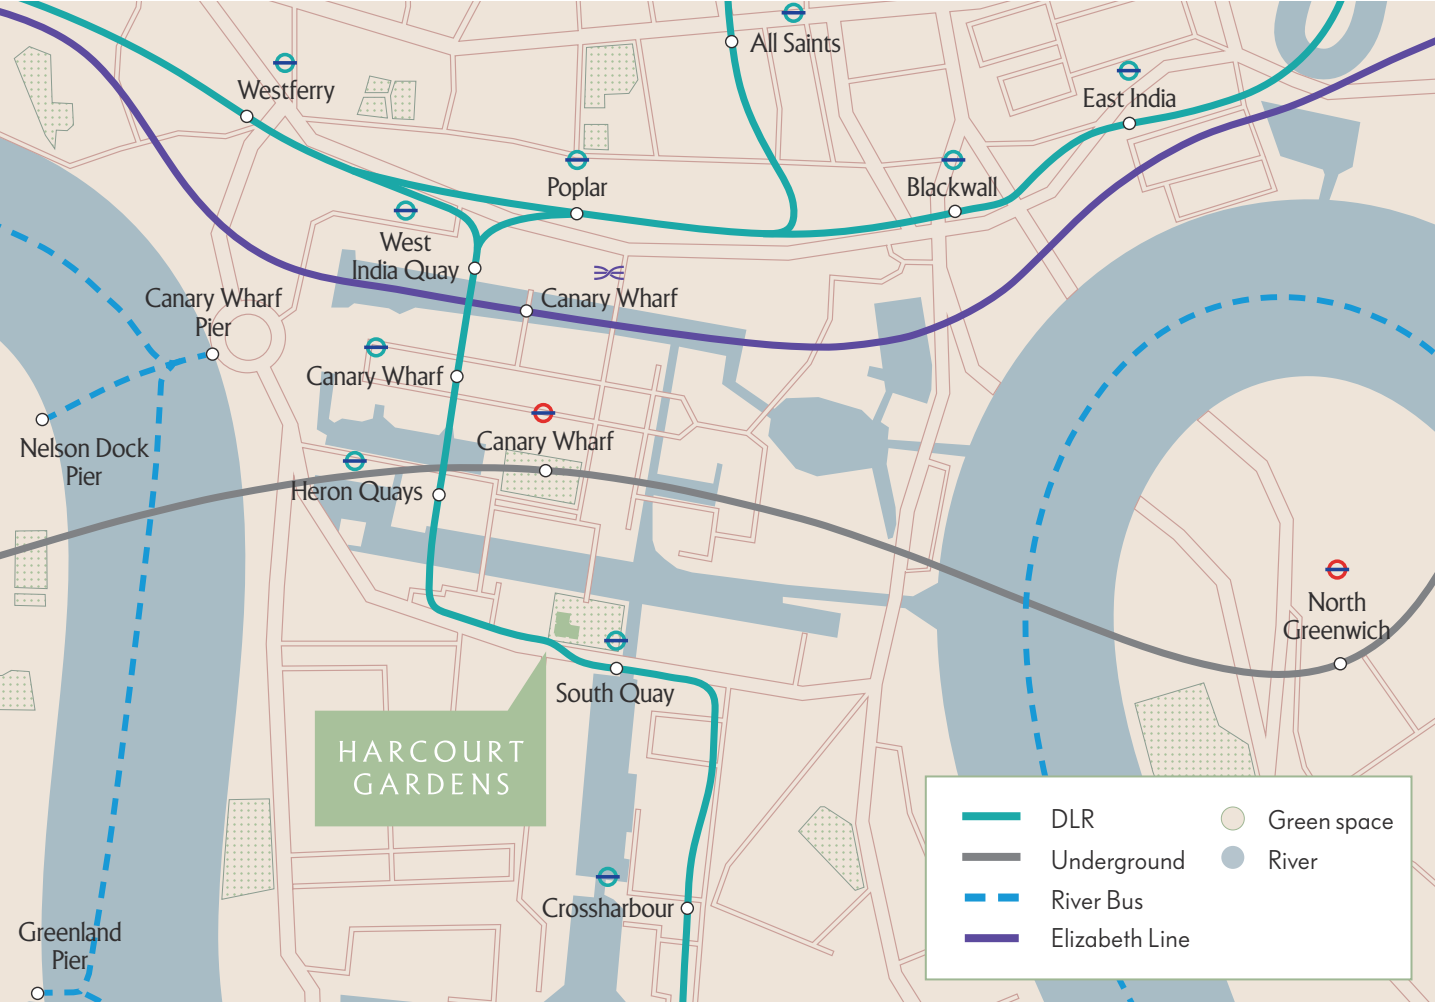 All Saints
Westferry
East India
Poplar
Blackwall
West
India Quay
Canary Wharf
Pier
Canary Wharf
Canary Wharf
Canary Wharf
Nelson Dock
Pier
Heron Quays
North
Greenwich
South Quay
HARCOURT
GARDENS
Crossharbour
Greenland
Pier
DLR
Underground
River Bus
Elizabeth Line
Green space
River